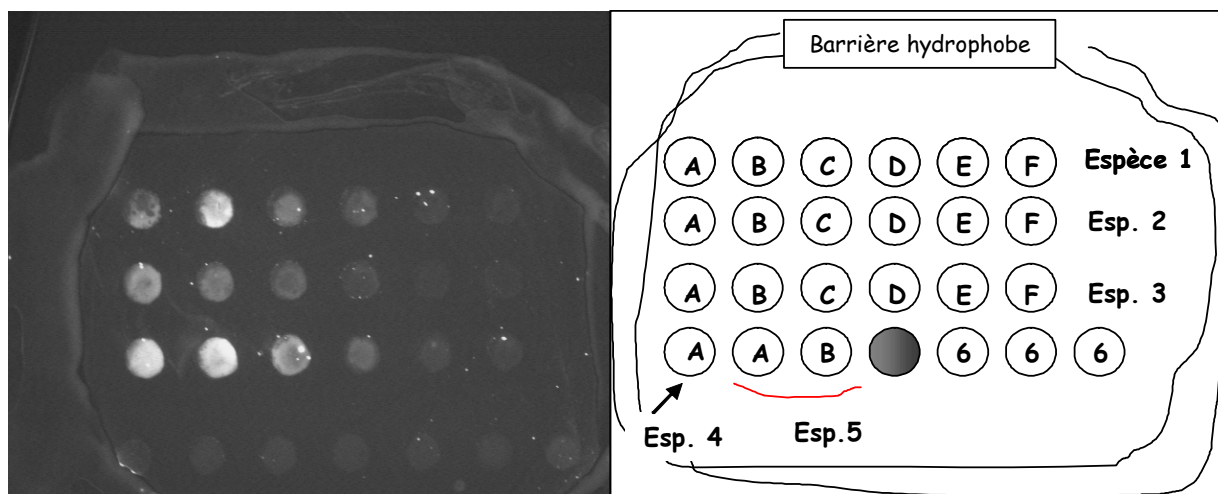 Barrière hydrophobe
A B C D E F Espèce 1
A B C D E F Esp. 2
A B C D E F Esp. 3
A A B 6 6 6
Esp. 4 Esp.5